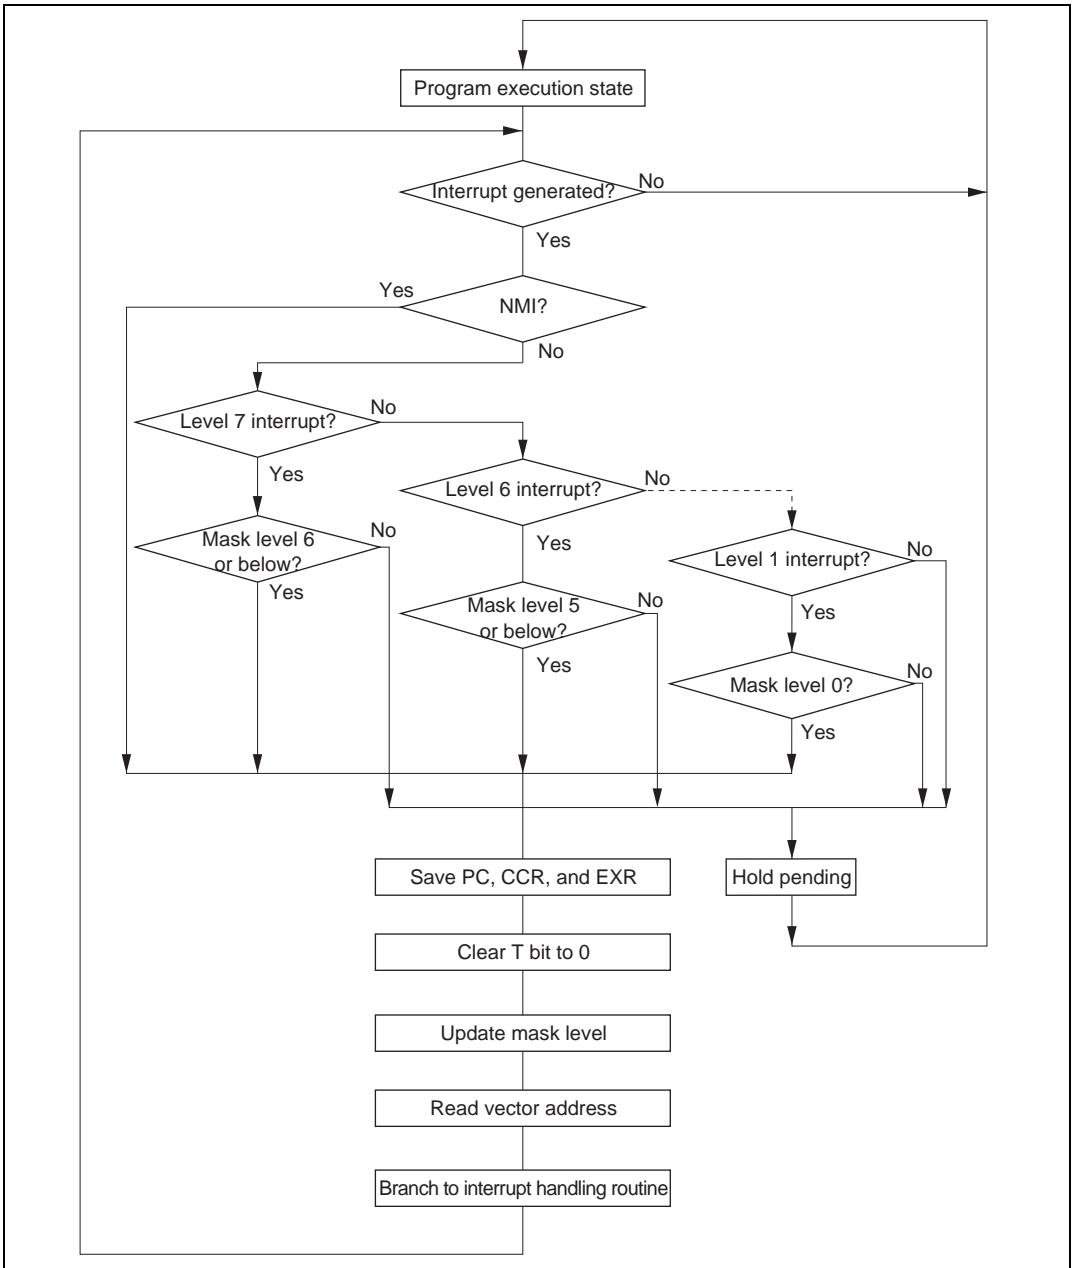 Program execution state
Interrupt generated?
No
Yes
Yes
NMI?
No
Level 7 interrupt?
No
Yes
Level 6 interrupt?
No
Mask level 6
or below?
No
Yes
Yes
Level 1 interrupt?
No
Mask level 5
or below?
No
Yes
Yes
Mask level 0?
No
Yes
Save PC, CCR, and EXR
Hold pending
Clear T bit to 0
Update mask level
Read vector address
Branch to interrupt handling routine